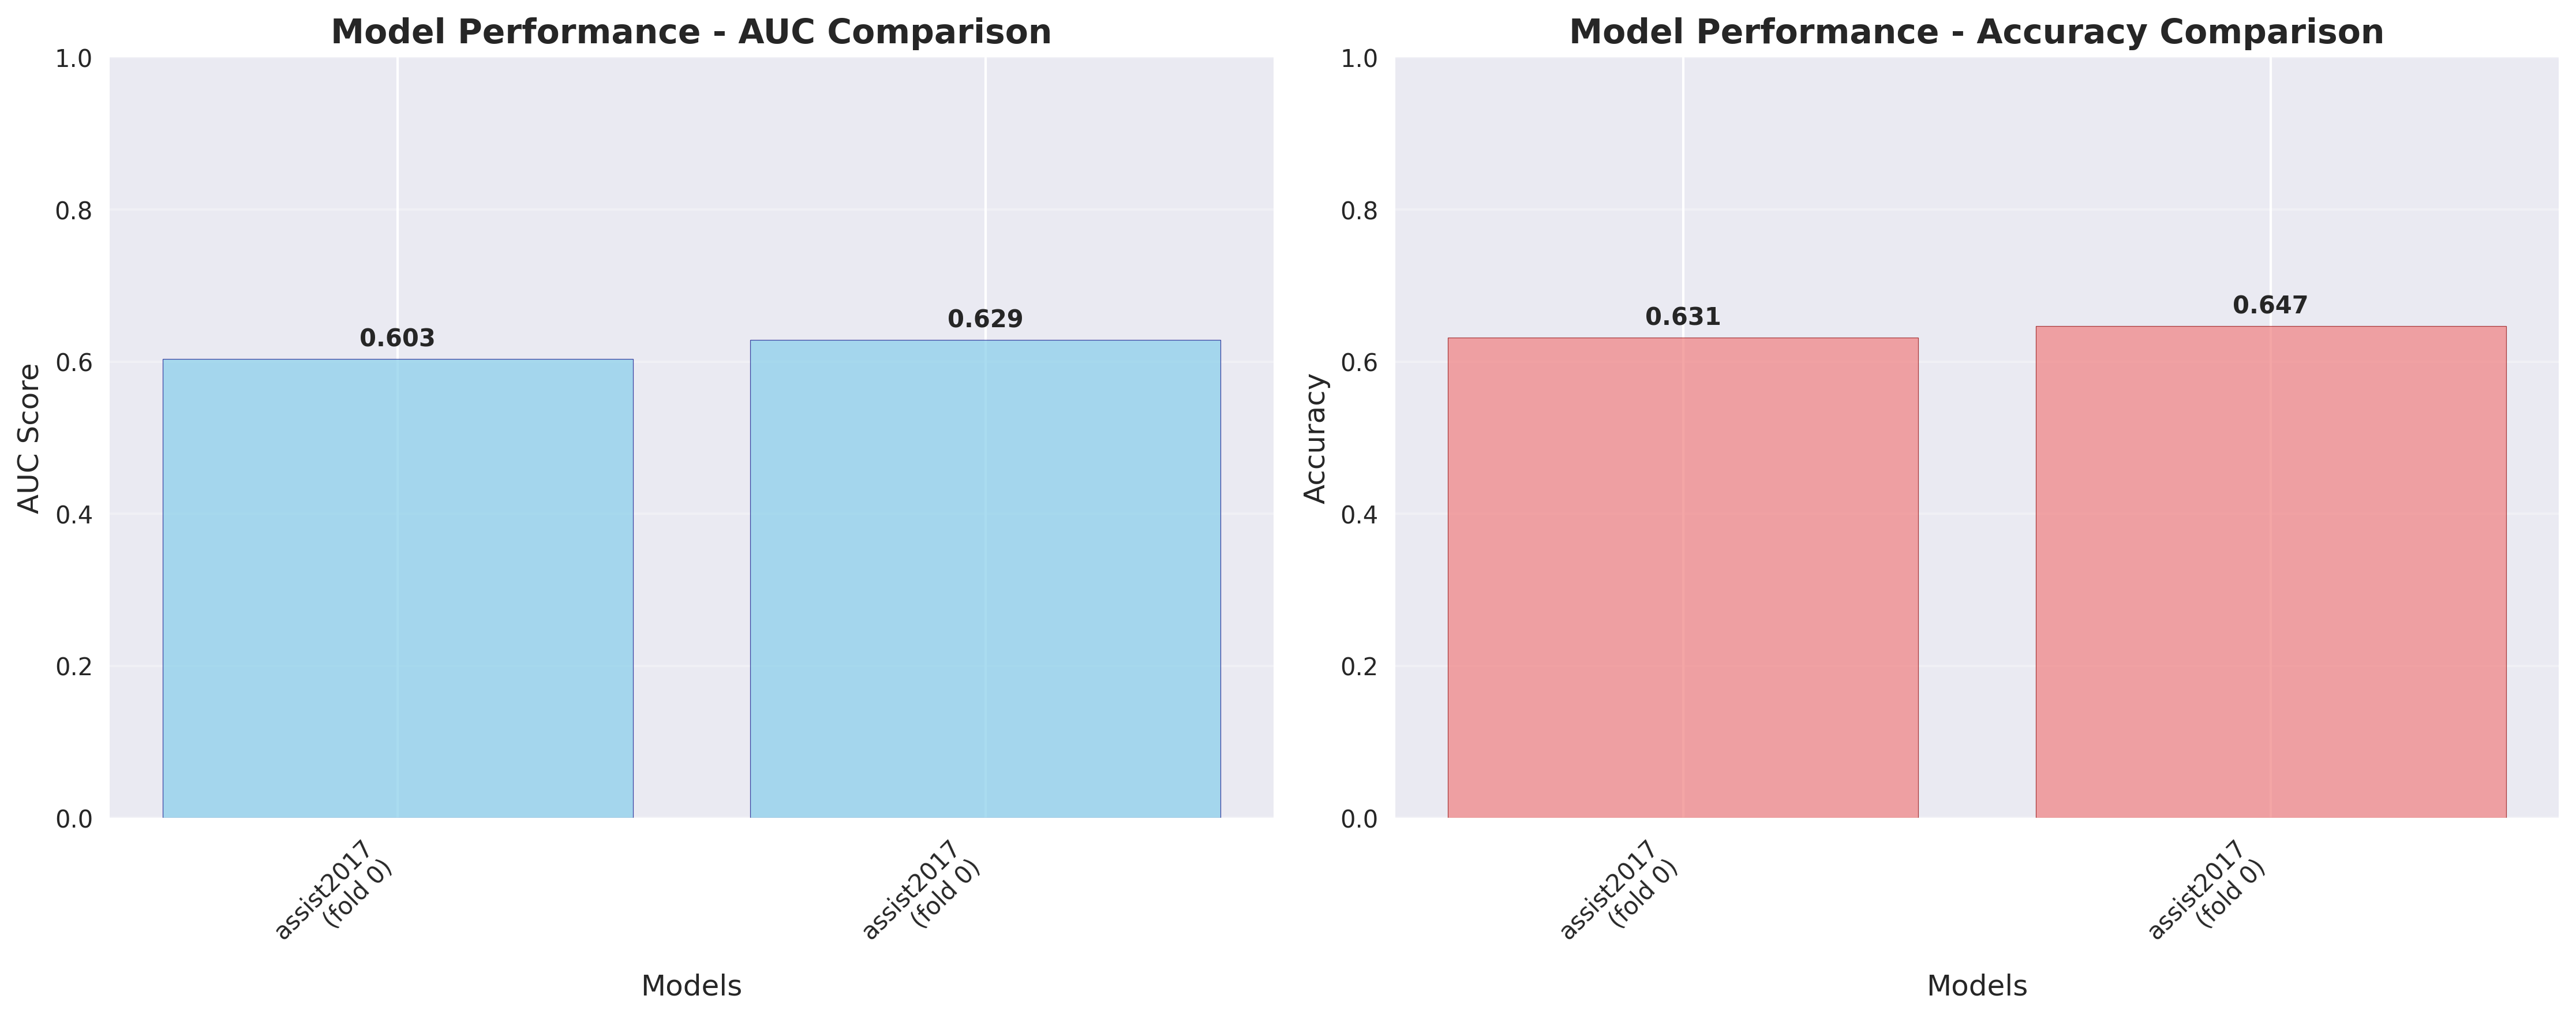 Model Performance - AUC Comparison
1.0
0.8
0.6
0.4
0.2
0.0
AUC Score
0.603
0.629
assist2017
(fold 0)
assist2017
(fold 0)
Models
Model Performance - Accuracy Comparison
1.0
0.8
0.6
0.4
0.2
0.0
Accuracy
0.631
0.647
assist2017
(fold 0)
assist2017
(fold 0)
Models